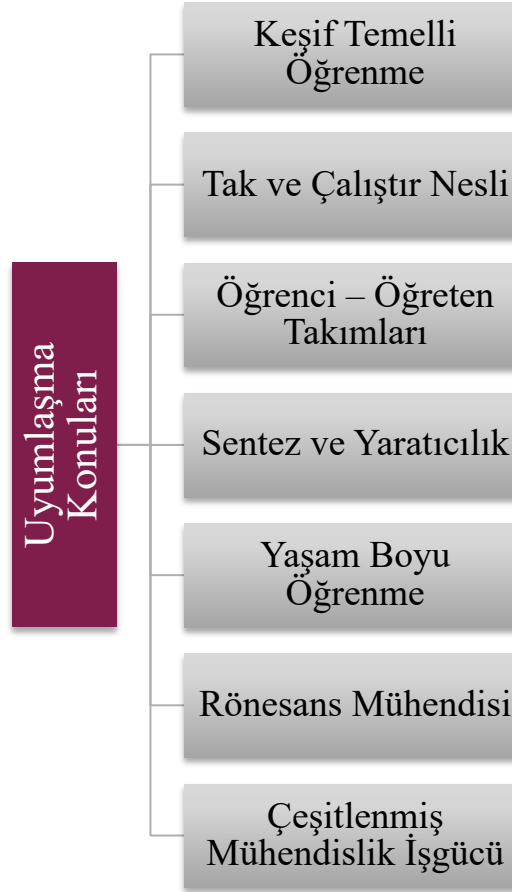 Uyumlaşma
Konuları
Keşif Temelli
Öğrenme
Tak ve Çalıştır Nesli
Öğrenci – Öğreten
Takımları
Sentez ve Yaratıcılık
Yaşam Boyu
Öğrenme
Rönesans Mühendisi
Çeşitlenmiş
Mühendislik İşgücü